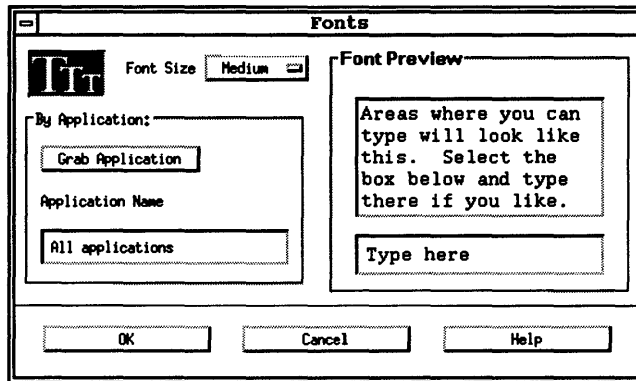 Fonts
TTT
Font Size Medium
By Application:
Grab Application
Application Name
All applications
Font Preview
Areas where you can
type will look like
this. Select the
box below and type
there if you like.
Type here
OK Cancel Help